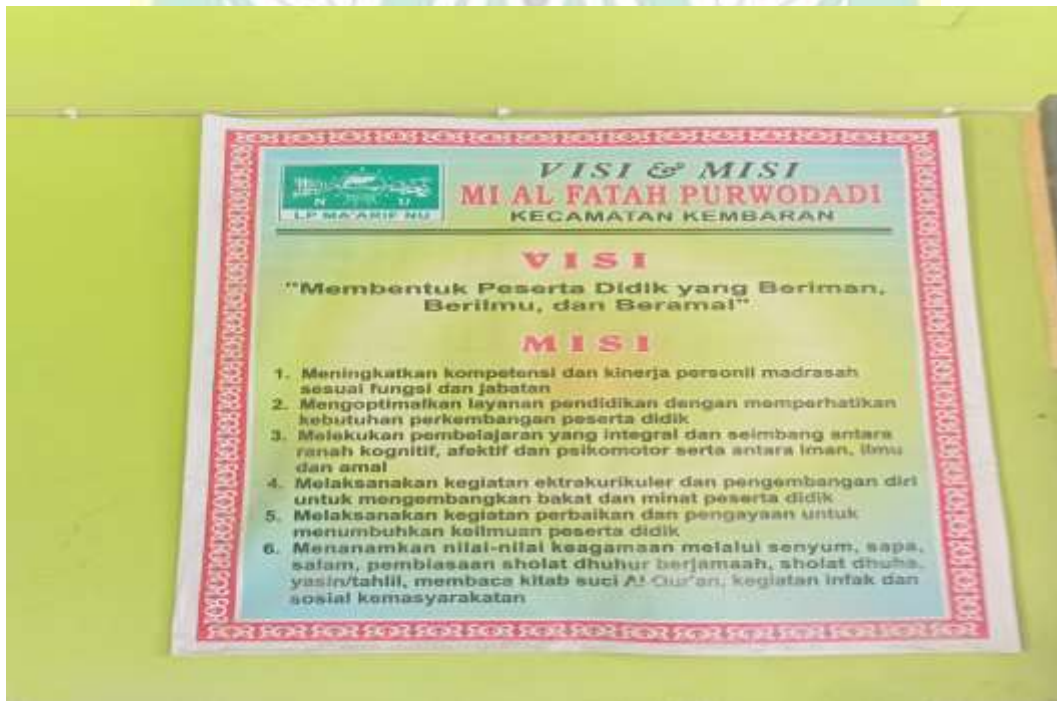 VISI & MISI
MI AL FATAH PURWODADI
KECAMATAN KEMBARAN
N U
LP MA'ARIF NU
VISI
"Membentuk Peserta Didik yang Beriman,
Berilmu, dan Beramal"
MISI
1. Meningkatkan kompetensi dan kinerja personil madrasah
sesuai fungsi dan jabatan
2. Mengoptimalkan layanan pendidikan dengan memperhatikan
kebutuhan perkembangan peserta didik
3. Melekukan pembelajaran yang integral dan seimbang antara
ranah kognitif, afektif dan psikomotor serta antara iman, ilmu
dan amal
4. Melaksanakan kegiatan ektrakurikuler dan pengembangan diri
untuk mengembangkan bakat dan minat peserta didik
5. Melaksanakan kegiatan perbaikan dan pengayaan untuk
menumbuhkan keilmuan peserta didik
6. Menanamkan nilai-nilai keagamaan melalui senyum, sapa,
salam, pembiasaan sholat dhuhur berjamaah, sholat dhuha,
yasin/tahlil, membaca kitab suci Al Qur'an, kegiatan infak dan
sosial kemasyarakatan